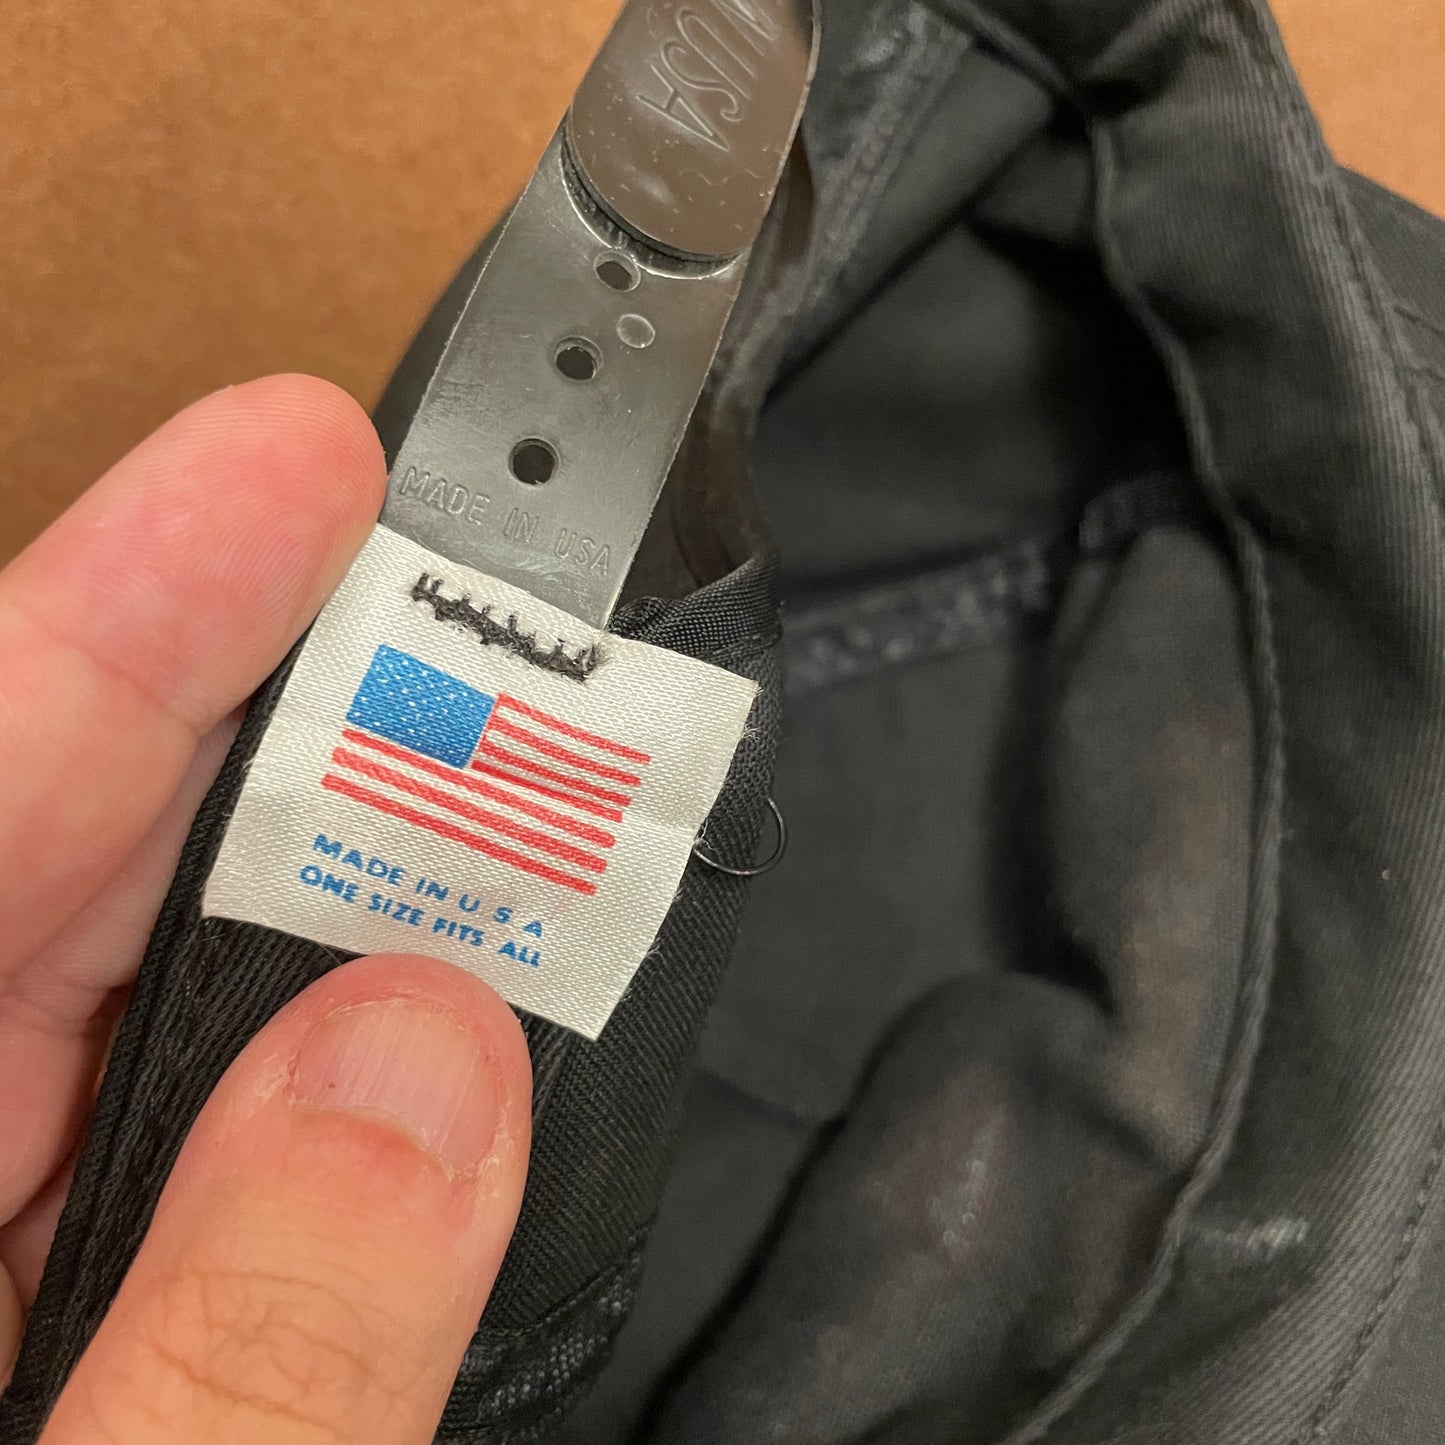 USA
MADE IN USA
MADE IN U S A
ONE SIZE FITS ALL